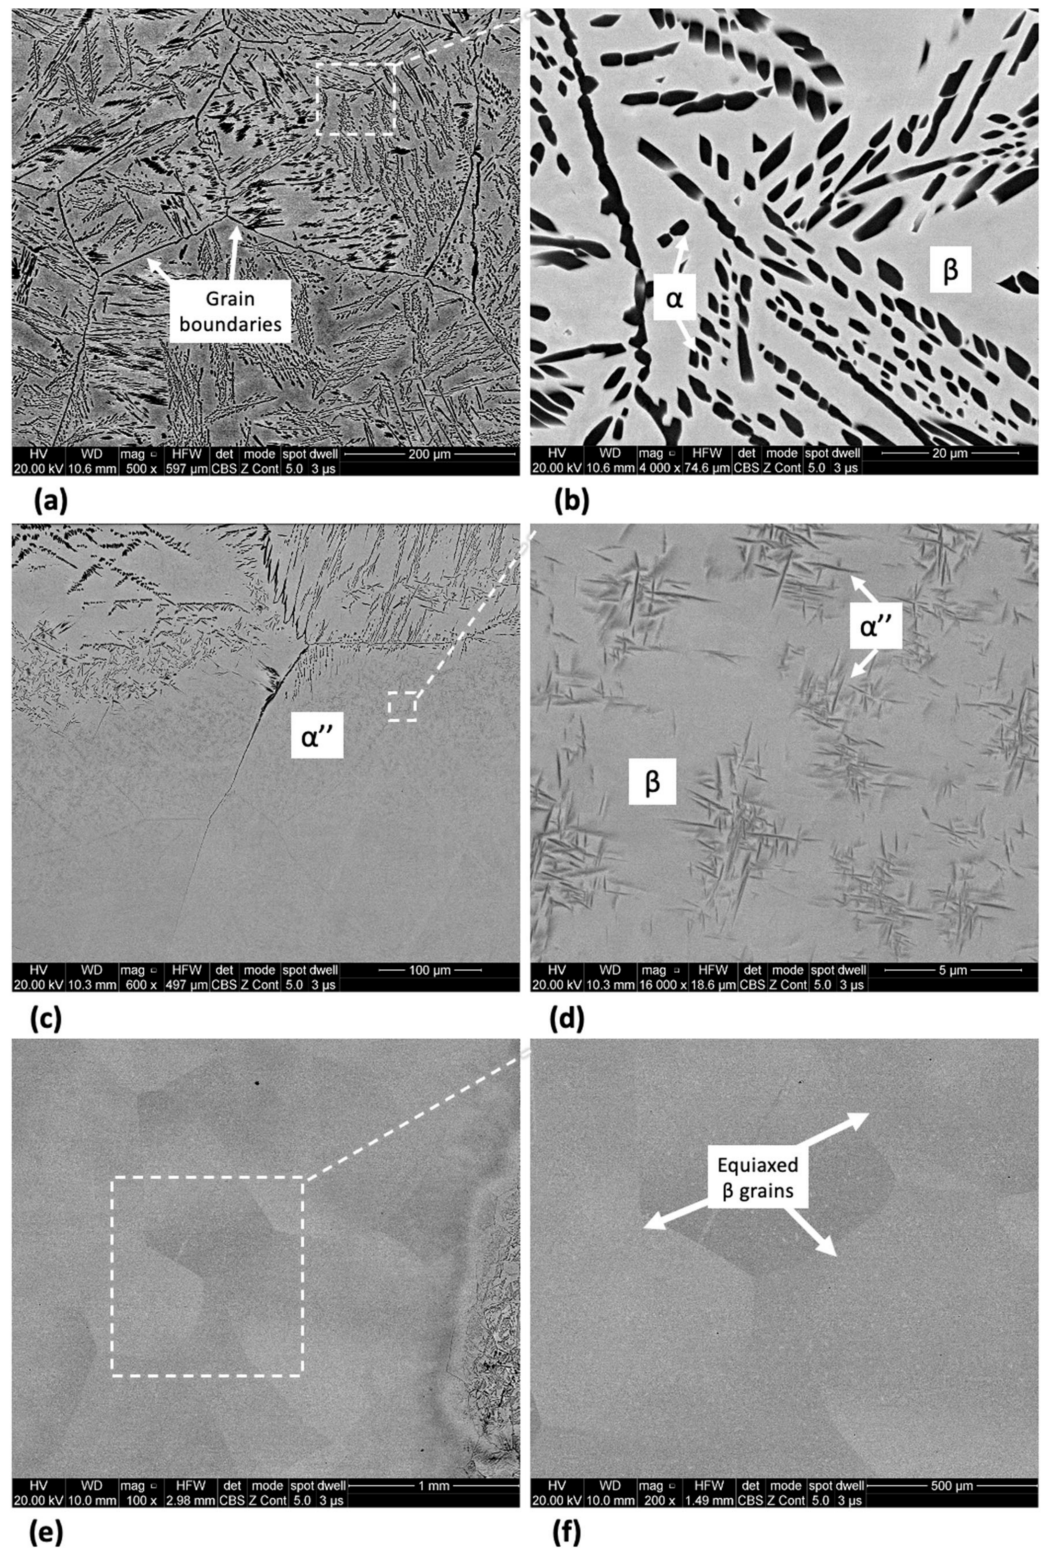 Grain
boundaries
HV WD mag □ HFW det mode spot dwell
20.00 kV 10.6 mm 500 x 597 µm CBS Z Cont 5.0 3 µs
200 µm
(a)
α
β
HV WD mag □ HFW det mode spot dwell
20.00 kV 10.6 mm 4 000 x 74.6 µm CBS Z Cont 5.0 3 µs
20 µm
(b)
α’’
HV WD mag □ HFW det mode spot dwell
20.00 kV 10.3 mm 600 x 497 µm CBS Z Cont 5.0 3 µs
100 µm
(c)
α’’
β
HV WD mag □ HFW det mode spot dwell
20.00 kV 10.3 mm 16 000 x 18.6 µm CBS Z Cont 5.0 3 µs
5 µm
(d)
HV WD mag □ HFW det mode spot dwell
20.00 kV 10.0 mm 100 x 2.98 mm CBS Z Cont 5.0 3 µs
1 mm
(e)
Equiaxed
β grains
HV WD mag □ HFW det mode spot dwell
20.00 kV 10.0 mm 200 x 1.49 mm CBS Z Cont 5.0 3 µs
500 µm
(f)